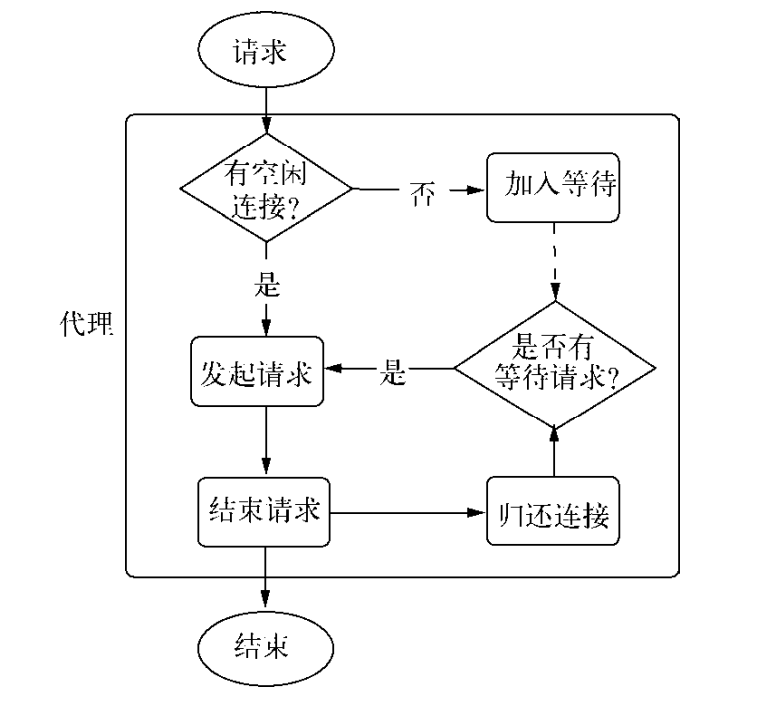 请求
有空闲
连接?
否
加入等待
是
代理
是否有
等待请求?
发起请求
是
结束请求
归还连接
结束